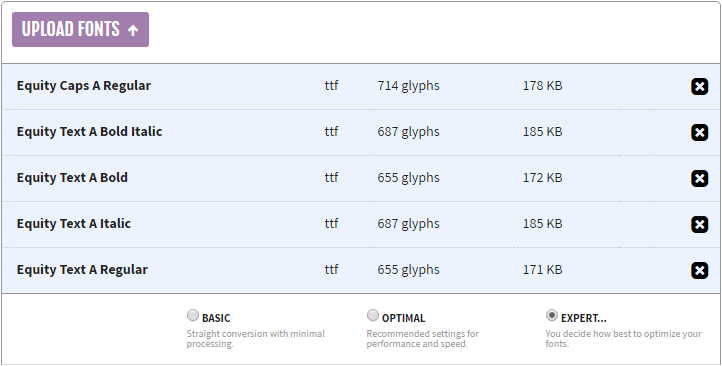 UPLOAD FONTS ↑
Equity Caps A Regular ttf 714 glyphs 178 KB
Equity Text A Bold Italic ttf 687 glyphs 185 KB
Equity Text A Bold ttf 655 glyphs 172 KB
Equity Text A Italic ttf 687 glyphs 185 KB
Equity Text A Regular ttf 655 glyphs 171 KB
BASIC OPTIMAL EXPERT...
Straight conversion with minimal Recommended settings for You decide how best to optimize your
processing. performance and speed. fonts.